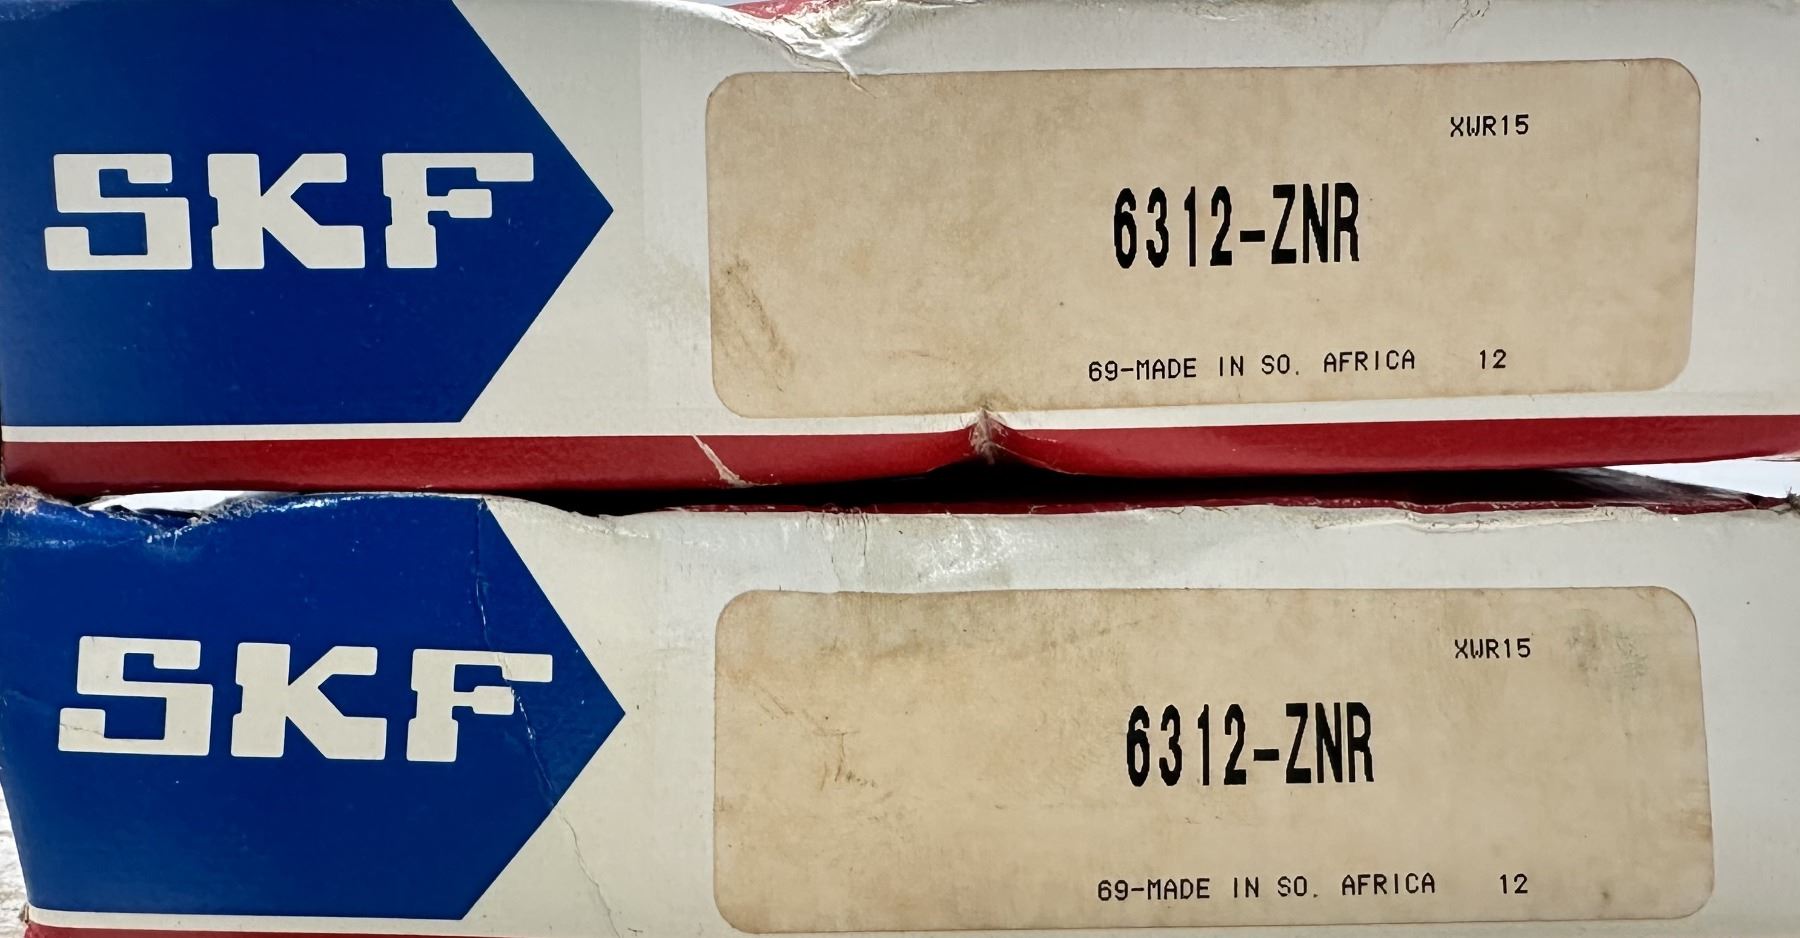 SKF
XWR15
6312-ZNR
69-MADE IN SO. AFRICA 12
SKF
XWR15
6312-ZNR
69-MADE IN SO. AFRICA 12